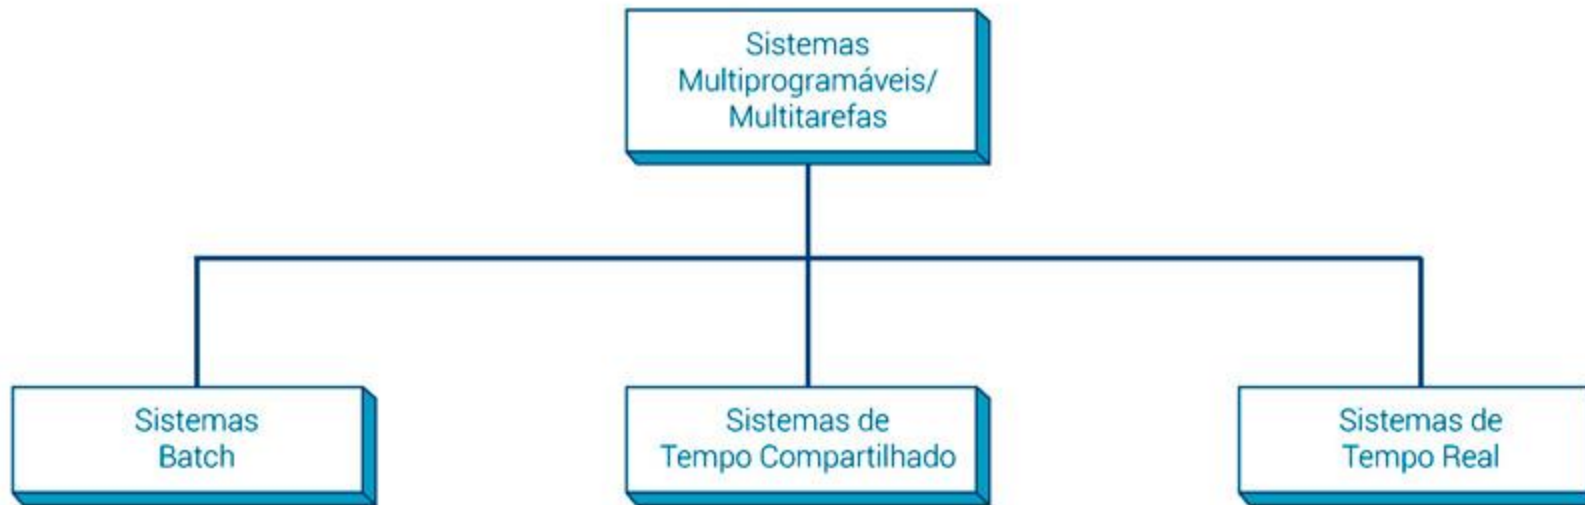 Sistemas
Multiprogramáveis/
Multitarefas
Sistemas
Batch
Sistemas de
Tempo Compartilhado
Sistemas de
Tempo Real